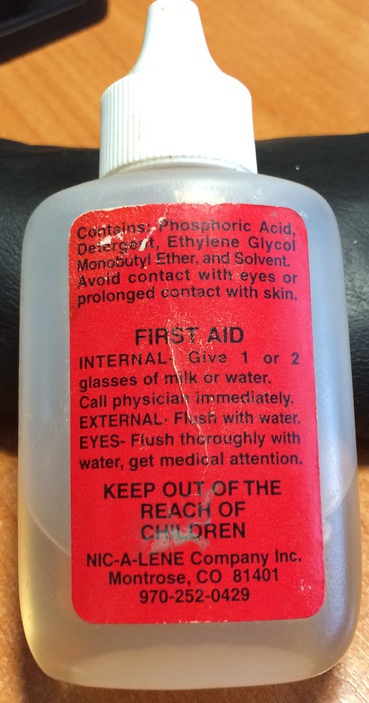 Contains: Phosphoric Acid,
Detergent, Ethylene Glycol
Monobutyl Ether, and Solvent.
Avoid contact with eyes or
prolonged contact with skin.
FIRST AID
INTERNAL- Give 1 or 2
glasses of milk or water.
Call physician immediately.
EXTERNAL- Flush with water.
EYES- Flush thoroughly with
water, get medical attention.
KEEP OUT OF THE
REACH OF
CHILDREN
NIC-A-LENE Company Inc.
Montrose, CO 81401
970-252-0429